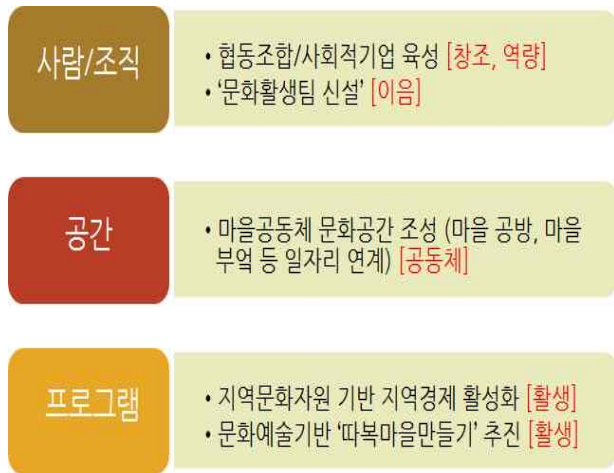 사람/조직
• 협동조합/사회적기업 육성 [창조, 역량]
• ‘문화활생팀 신설’ [이음]
공간
• 마을공동체 문화공간 조성 (마을 공방, 마을
부엌 등 일자리 연계) [공동체]
프로그램
• 지역문화자원 기반 지역경제 활성화 [활생]
• 문화예술기반 ‘따복마을만들기’ 추진 [활생]